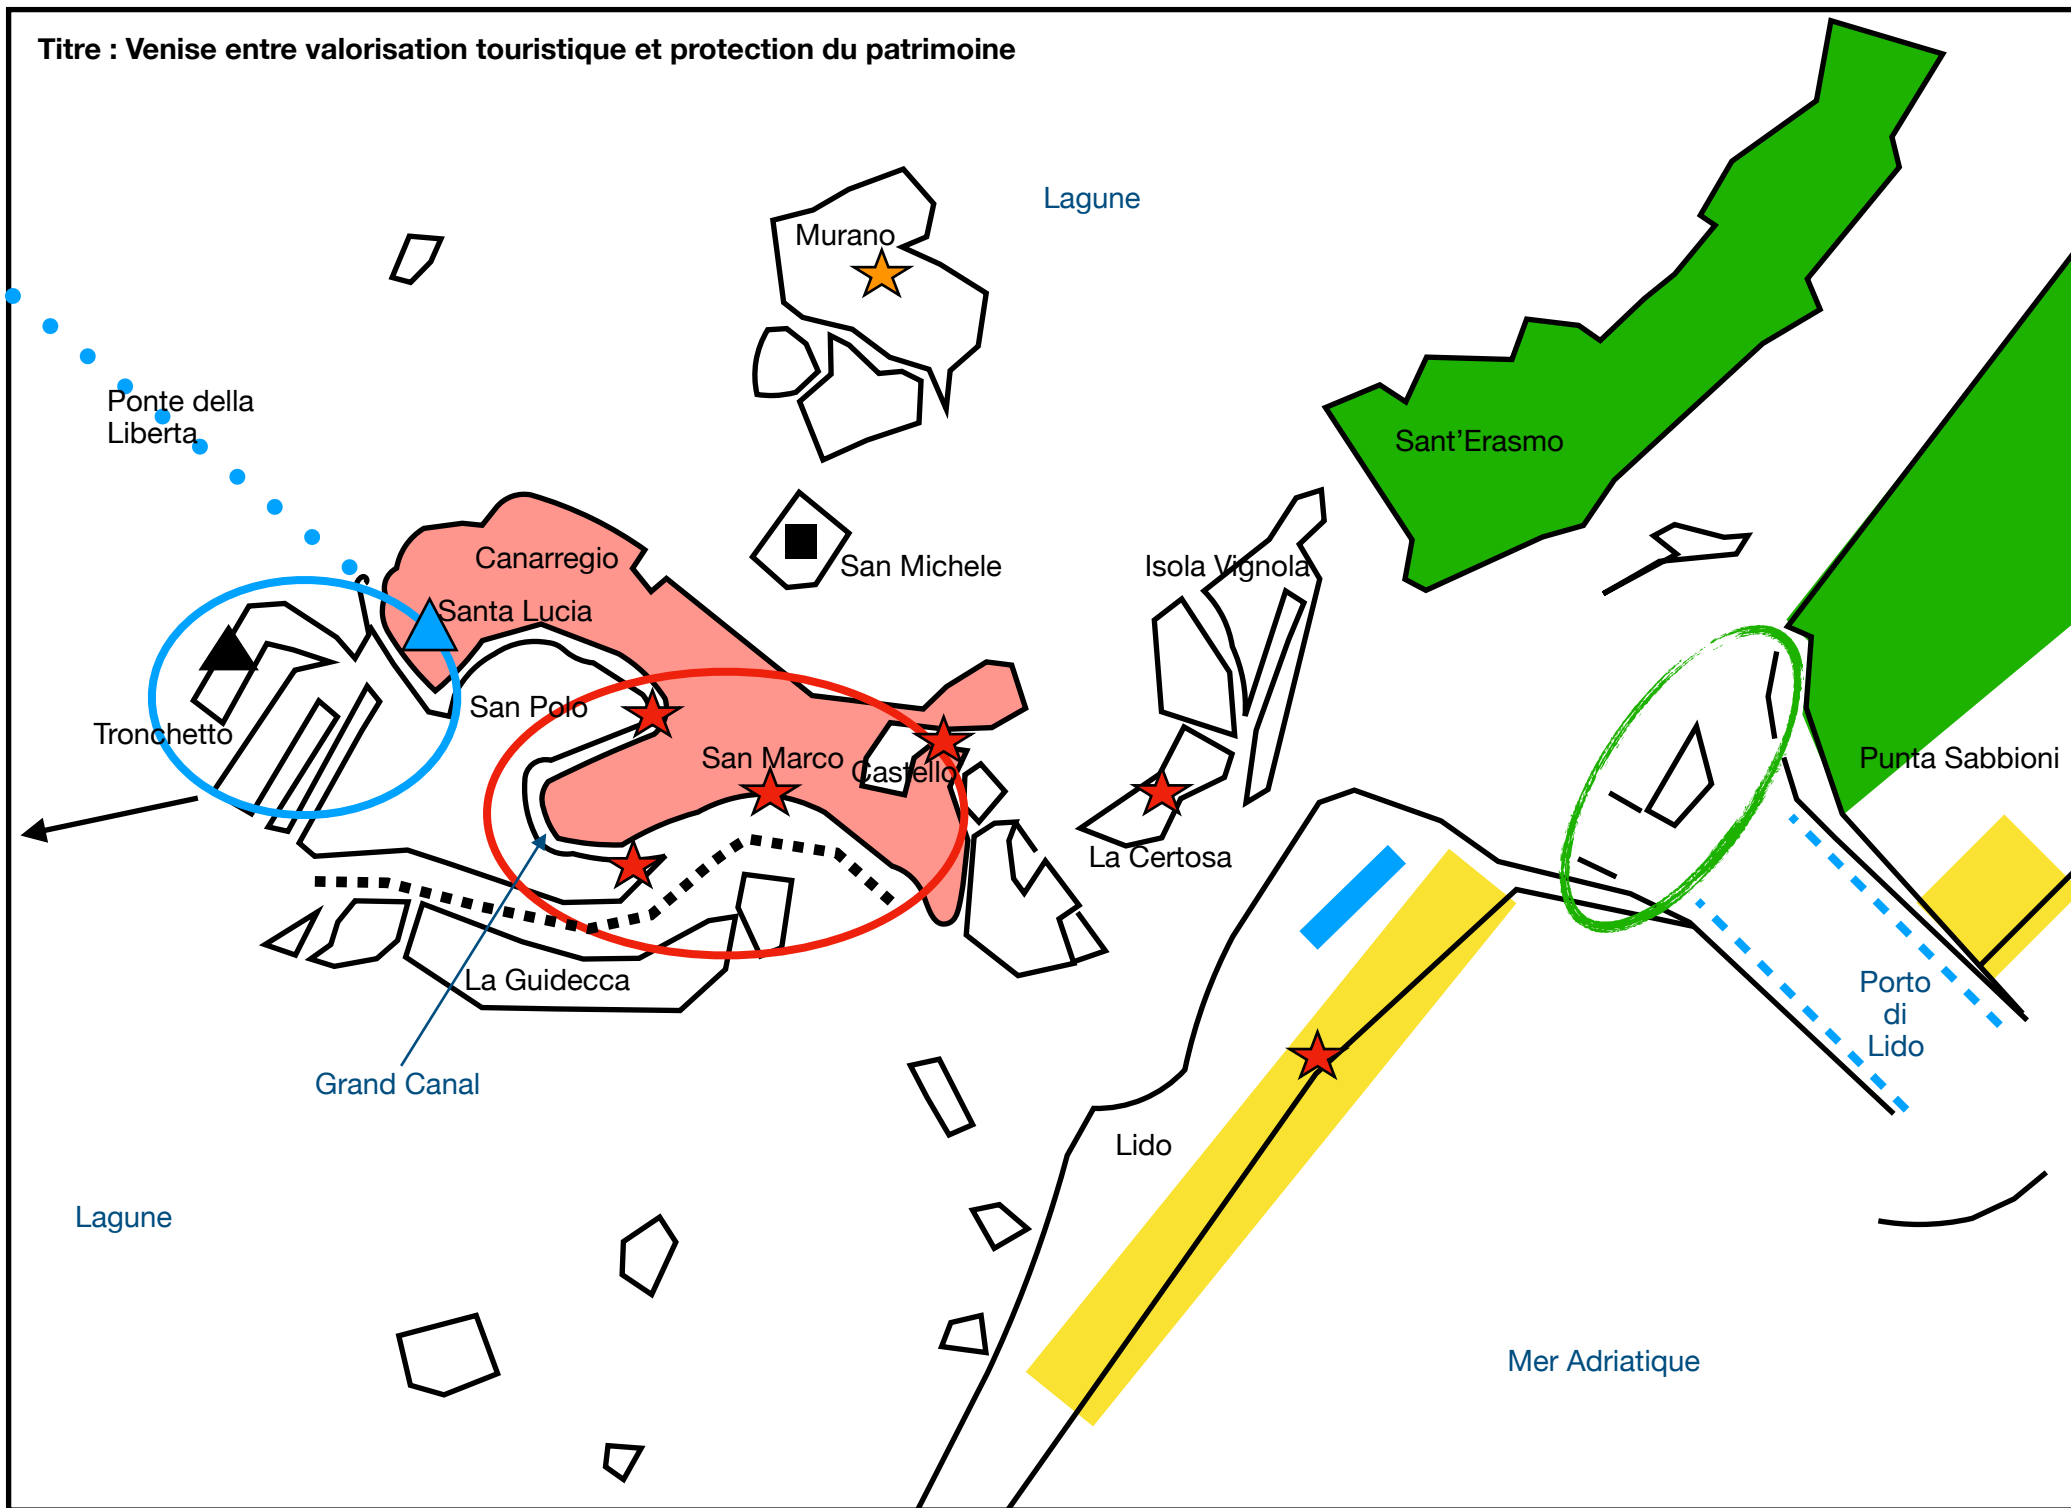 Titre : Venise entre valorisation touristique et protection du patrimoine
Lagune
Murano
Ponte della
Liberta
Sant'Erasmo
Canarregio
San Michele
Isola Vignola
Santa Lucia
San Polo
Tronchetto
San Marco
Castello
Punta Sabbioni
La Certosa
La Guidecca
Porto
di
Lido
Grand Canal
Lido
Lagune
Mer Adriatique